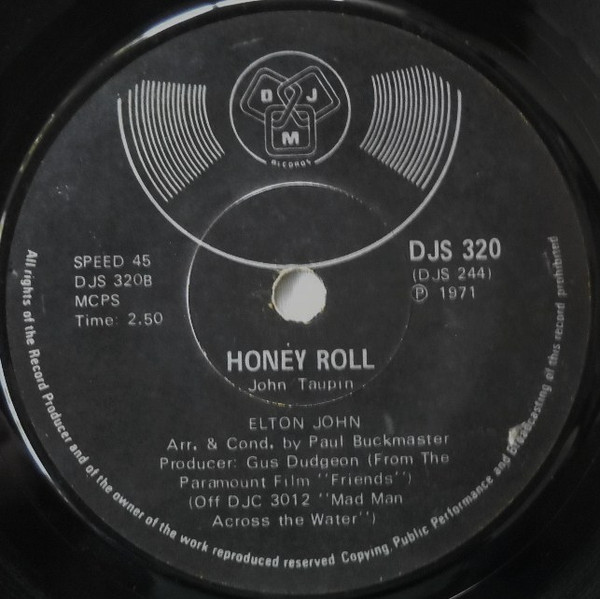 D J
M
RECORDS
SPEED 45
DJS 320B
MCPS
Time: 2.50
DJS 320
(DJS 244)
Ⓟ 1971
HONEY ROLL
John Taupin
ELTON JOHN
Arr. & Cond. by Paul Buckmaster
Producer: Gus Dudgeon (From The
Paramount Film "Friends")
(Off DJC 3012 "Mad Man
Across the Water")
All rights of the Record Producer and of the owner of the work reproduced reserved Copying, Public Performance and Broadcasting of this record prohibited